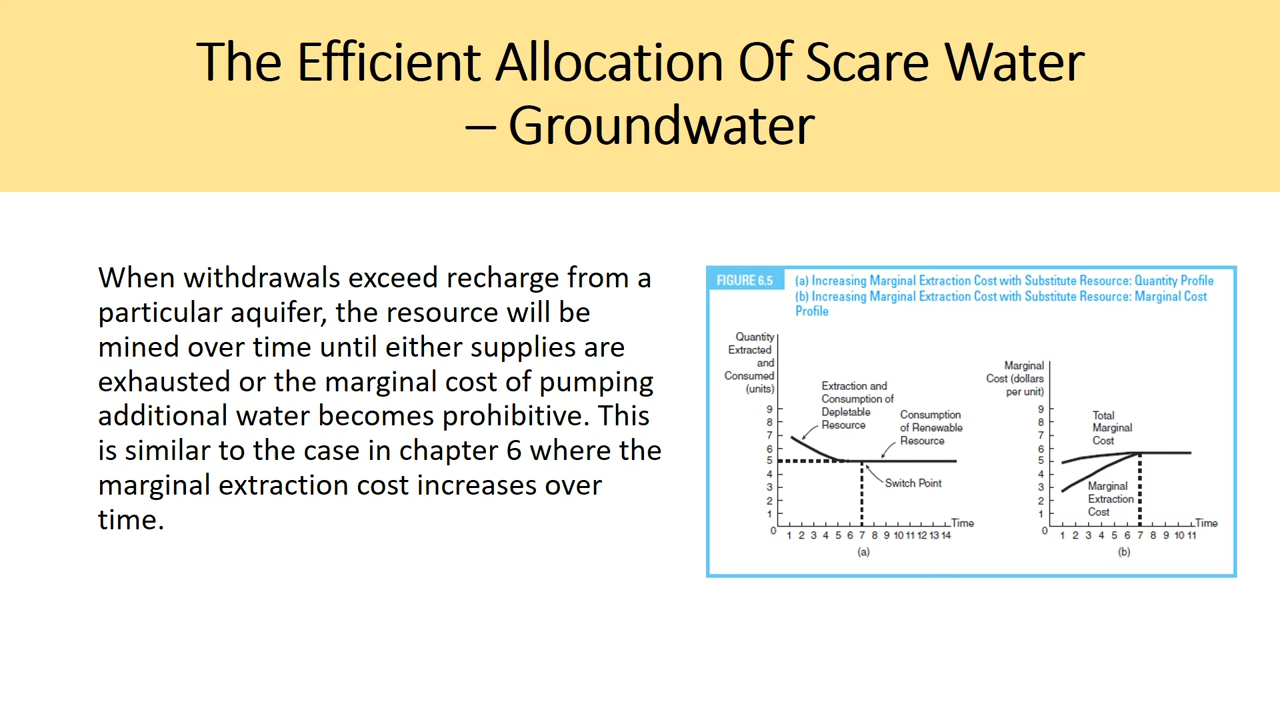 The Efficient Allocation Of Scare Water
– Groundwater
When withdrawals exceed recharge from a
particular aquifer, the resource will be
mined over time until either supplies are
exhausted or the marginal cost of pumping
additional water becomes prohibitive. This
is similar to the case in chapter 6 where the
marginal extraction cost increases over
time.
FIGURE 6.5
(a) Increasing Marginal Extraction Cost with Substitute Resource: Quantity Profile
(b) Increasing Marginal Extraction Cost with Substitute Resource: Marginal Cost
Profile
Quantity
Extracted
and
Consumed
(units)
9
8
7
6
5
4
3
2
1
0
Extraction and
Consumption of
Depletable
Resource
Consumption
of Renewable
Resource
Switch Point
Time
1 2 3 4 5 6 7 8 9 10 11 12 13 14
(a)
Marginal
Cost (dollars
per unit)
9
8
7
6
5
4
3
2
1
0
Total
Marginal
Cost
Marginal
Extraction
Cost
Time
1 2 3 4 5 6 7 8 9 10 11
(b)